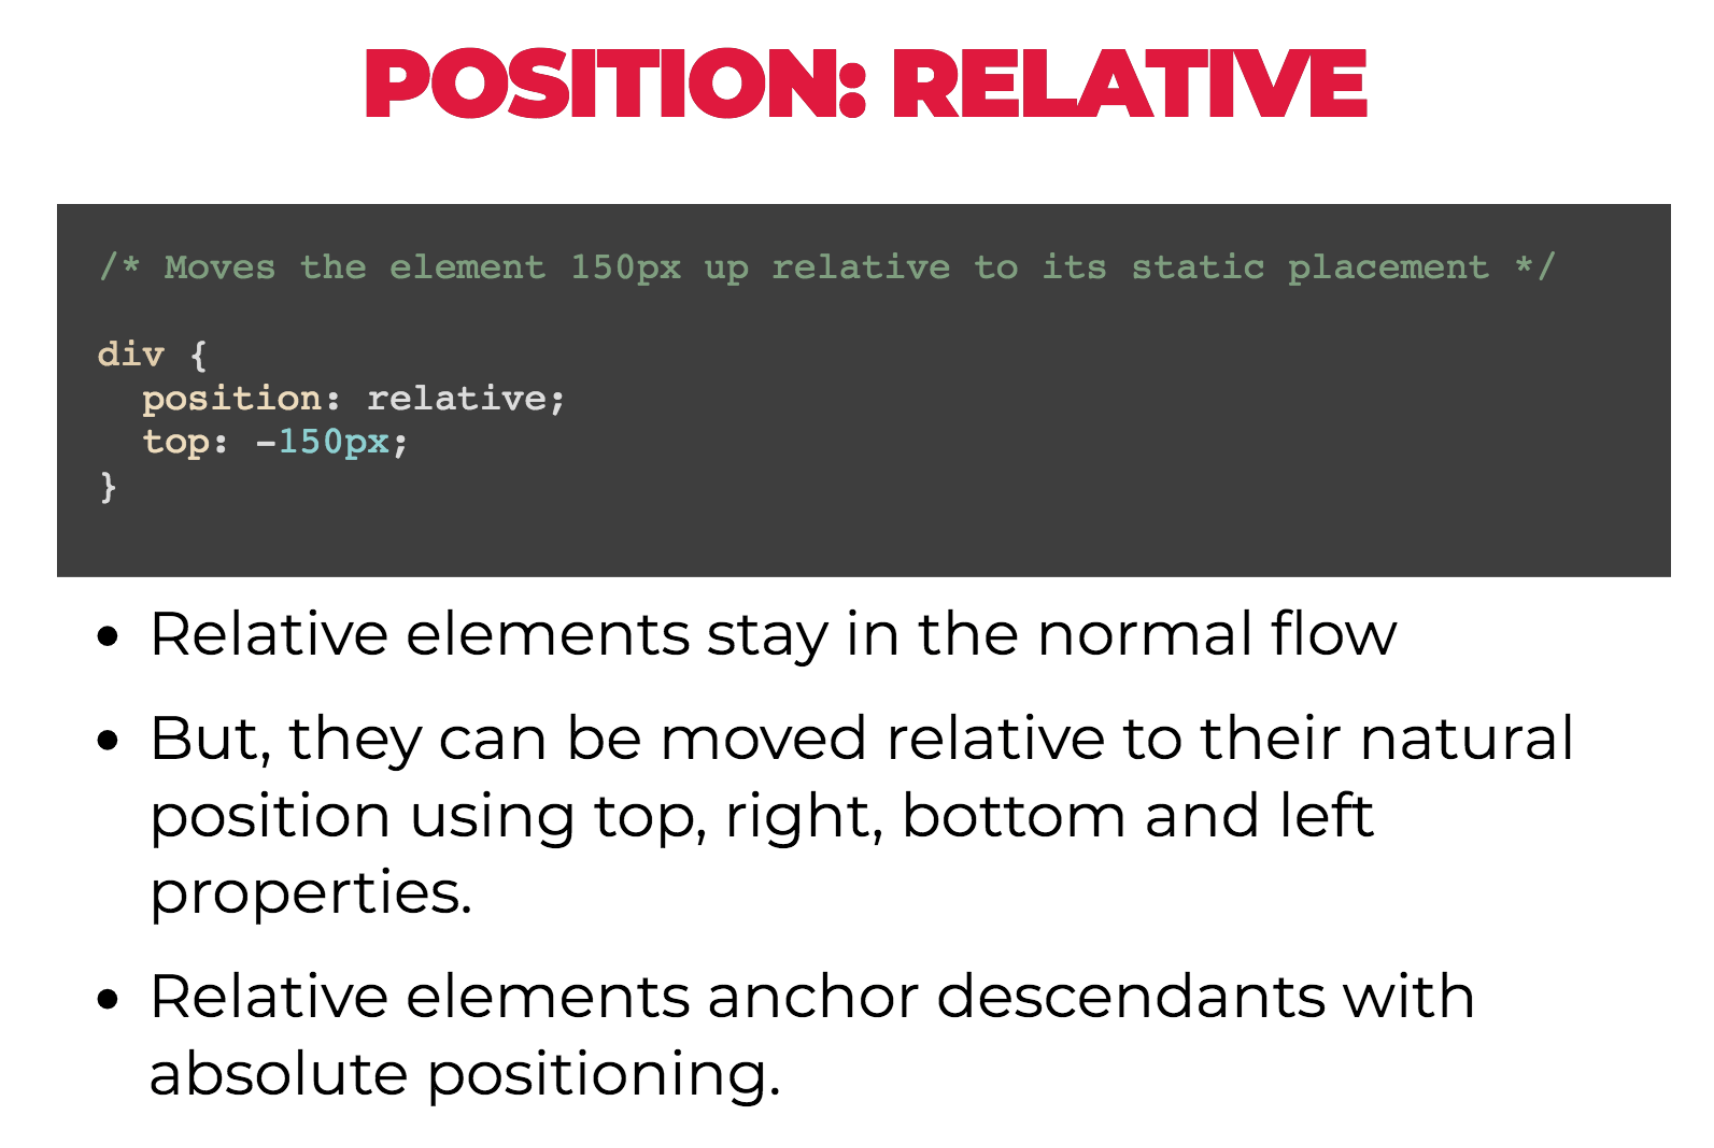 POSITION: RELATIVE
/* Moves the element 150px up relative to its static placement */
div {
  position: relative;
  top: -150px;
}
• Relative elements stay in the normal flow
• But, they can be moved relative to their natural
position using top, right, bottom and left
properties.
• Relative elements anchor descendants with
absolute positioning.